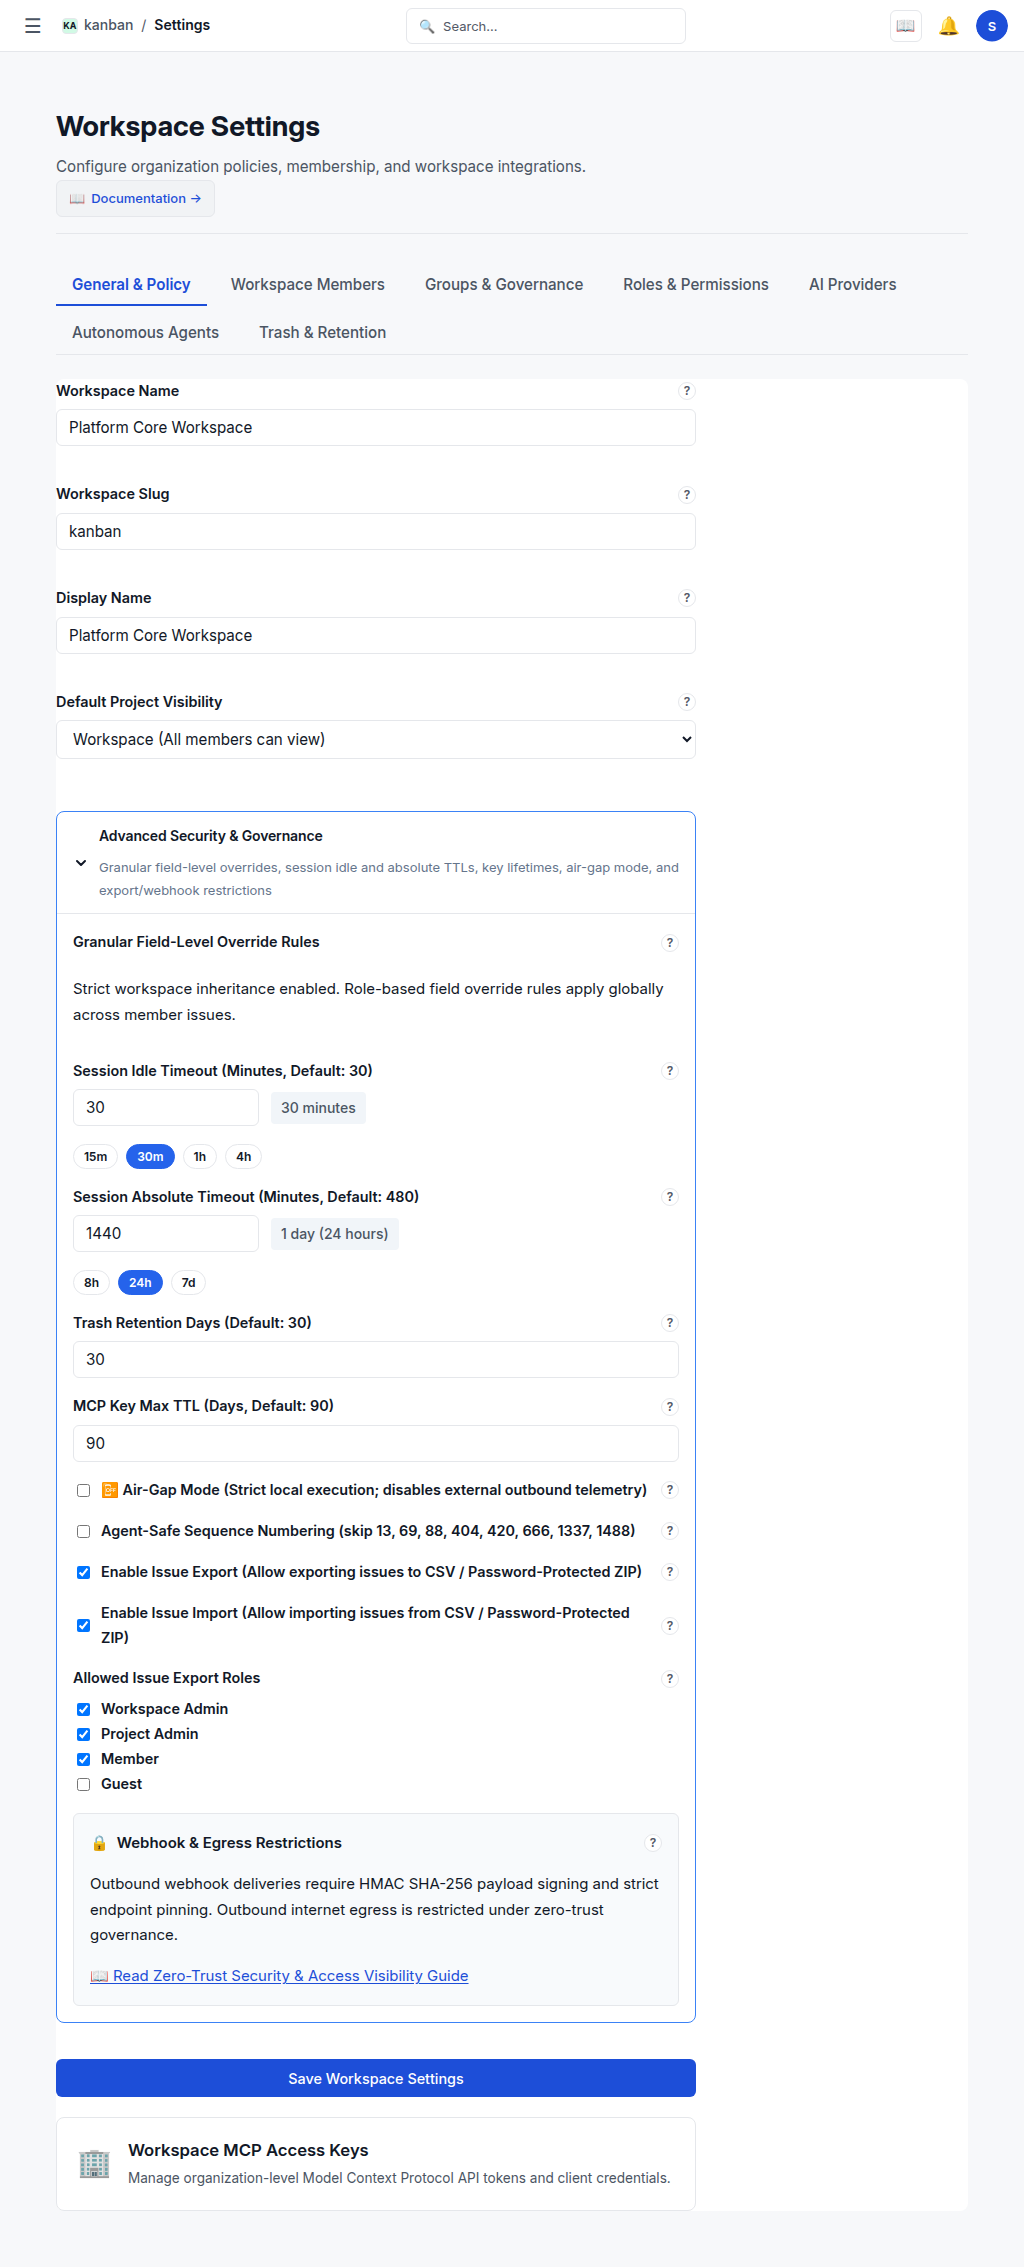 ☰ KA kanban / Settings 🔍 Search... 📖 🔔 S
Workspace Settings
Configure organization policies, membership, and workspace integrations.
📖 Documentation →
General & Policy Workspace Members Groups & Governance Roles & Permissions AI Providers
Autonomous Agents Trash & Retention
Workspace Name ?
Platform Core Workspace
Workspace Slug ?
kanban
Display Name ?
Platform Core Workspace
Default Project Visibility ?
Workspace (All members can view)
Advanced Security & Governance
Granular field-level overrides, session idle and absolute TTLs, key lifetimes, air-gap mode, and
export/webhook restrictions
Granular Field-Level Override Rules ?
Strict workspace inheritance enabled. Role-based field override rules apply globally
across member issues.
Session Idle Timeout (Minutes, Default: 30) ?
30 30 minutes
15m 30m 1h 4h
Session Absolute Timeout (Minutes, Default: 480) ?
1440 1 day (24 hours)
8h 24h 7d
Trash Retention Days (Default: 30) ?
30
MCP Key Max TTL (Days, Default: 90) ?
90
📴 Air-Gap Mode (Strict local execution; disables external outbound telemetry) ?
Agent-Safe Sequence Numbering (skip 13, 69, 88, 404, 420, 666, 1337, 1488) ?
Enable Issue Export (Allow exporting issues to CSV / Password-Protected ZIP) ?
Enable Issue Import (Allow importing issues from CSV / Password-Protected
ZIP) ?
Allowed Issue Export Roles ?
Workspace Admin
Project Admin
Member
Guest
🔒 Webhook & Egress Restrictions ?
Outbound webhook deliveries require HMAC SHA-256 payload signing and strict
endpoint pinning. Outbound internet egress is restricted under zero-trust
governance.
📖 Read Zero-Trust Security & Access Visibility Guide
Save Workspace Settings
🏢 Workspace MCP Access Keys
Manage organization-level Model Context Protocol API tokens and client credentials.